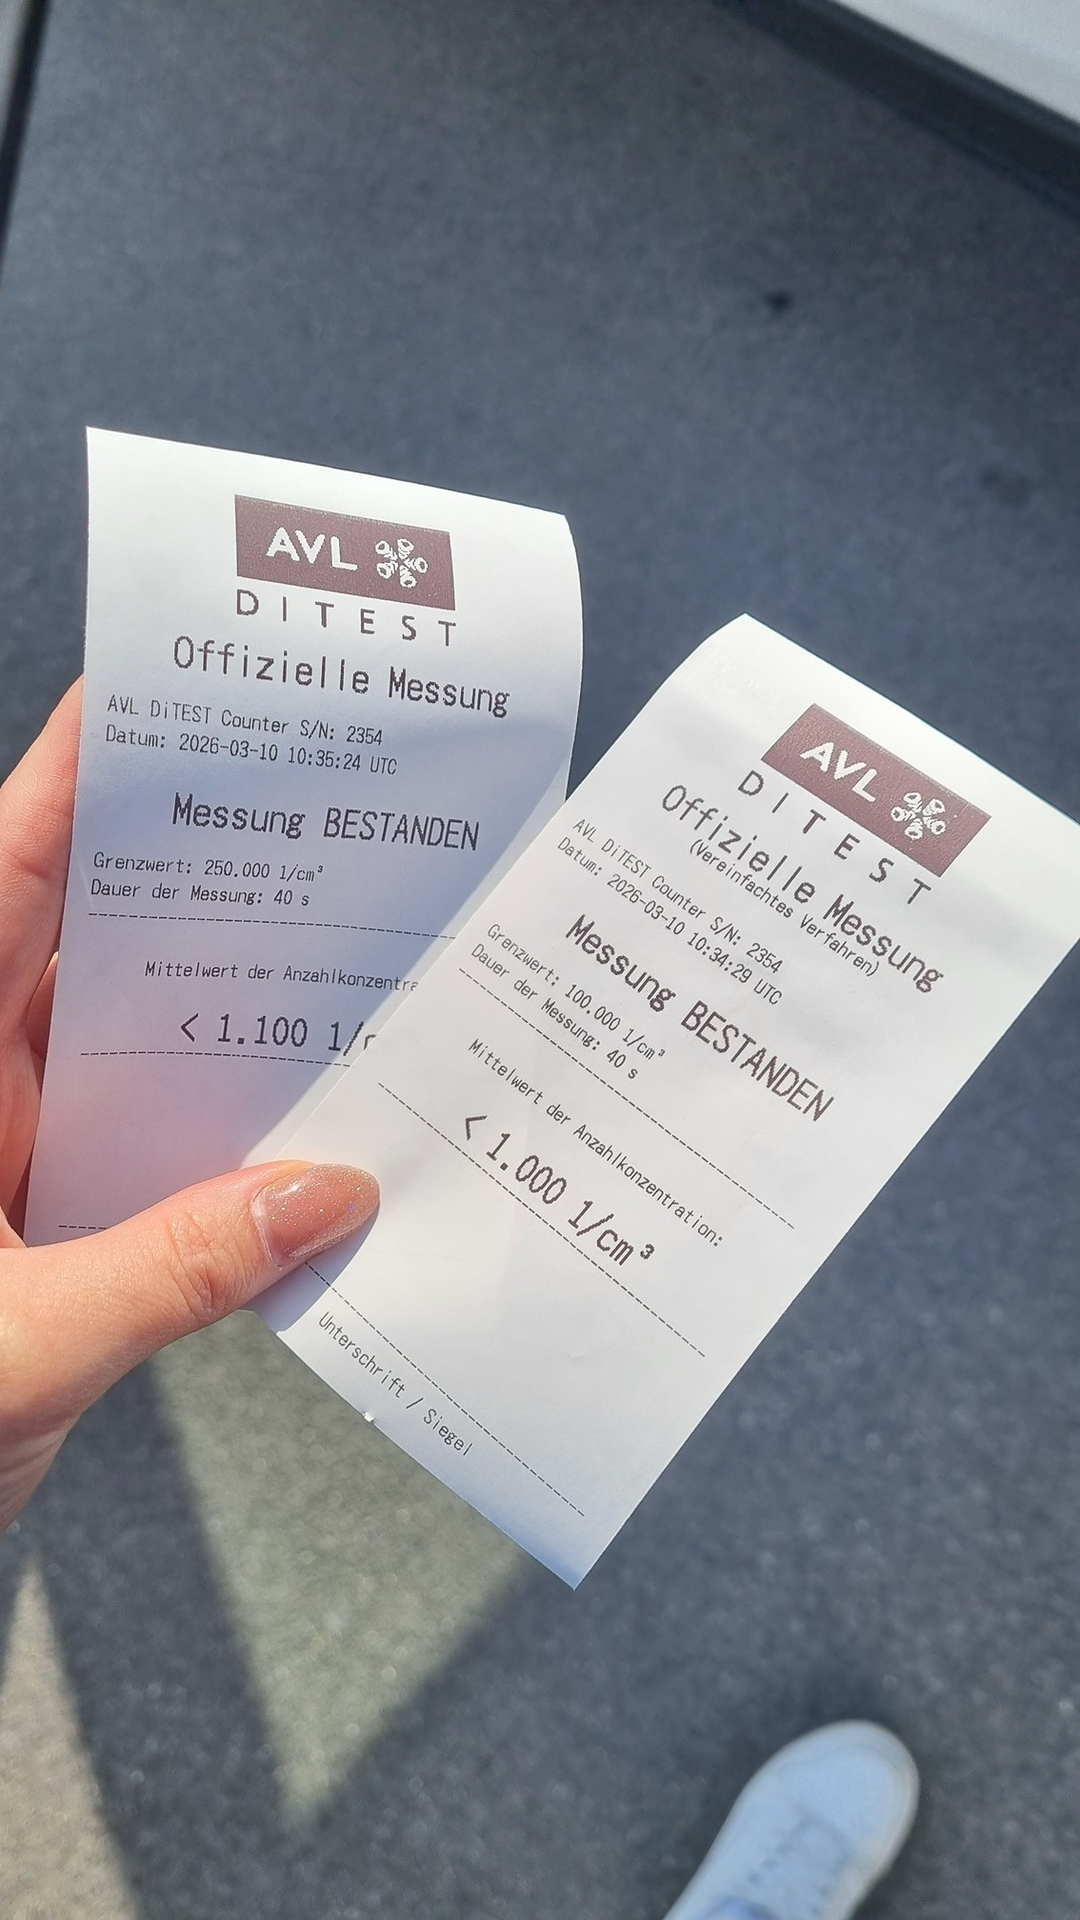 AVL
DITEST
Offizielle Messung
AVL DiTEST Counter S/N: 2354
Datum: 2026-03-10 10:35:24 UTC
Messung BESTANDEN
Grenzwert: 250.000 1/cm³
Dauer der Messung: 40 s
Mittelwert der
< 1.100
AVL
DITEST
Offizielle Messung
(Vereinfachtes Verfahren)
AVL DiTEST Counter S/N: 2354
Datum: 2026-03-10 10:34:29 UTC
Messung BESTANDEN
Grenzwert: 100.000 1/cm³
Dauer der Messung: 40 s
Mittelwert der Anzahlkonzentration:
< 1.000 1/cm³
Unterschrift / Siegel